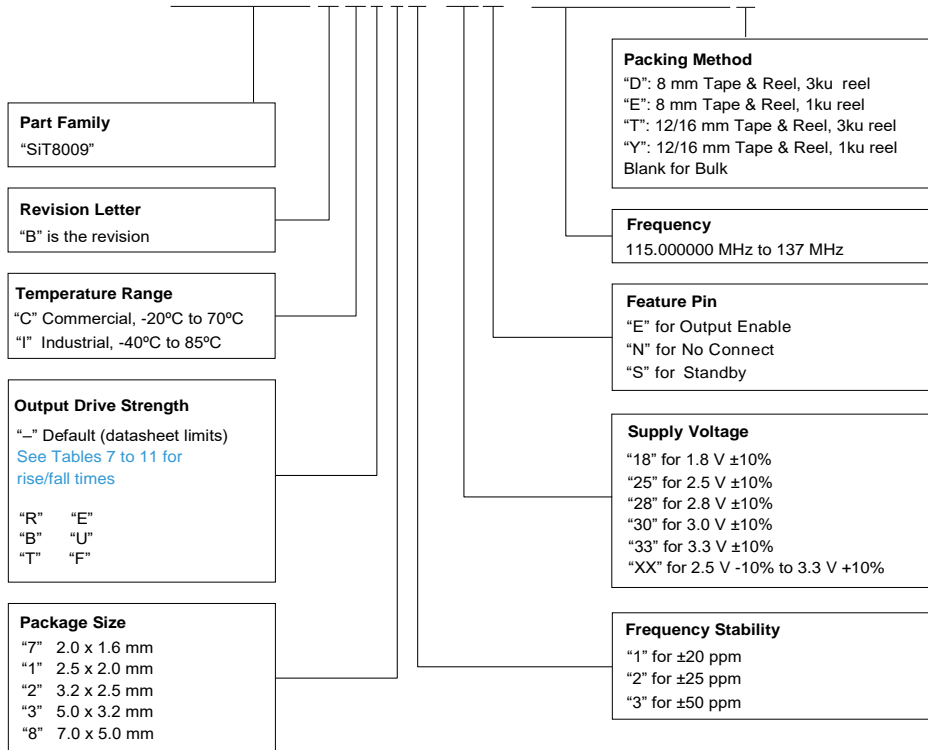 Part Family
“SiT8009”
Revision Letter
“B” is the revision
Temperature Range
“C” Commercial, -20ºC to 70ºC
“I” Industrial, -40ºC to 85ºC
Output Drive Strength
“–” Default (datasheet limits)
See Tables 7 to 11 for
rise/fall times
“R” “E”
“B” “U”
“T” “F”
Package Size
“7” 2.0 x 1.6 mm
“1” 2.5 x 2.0 mm
“2” 3.2 x 2.5 mm
“3” 5.0 x 3.2 mm
“8” 7.0 x 5.0 mm
Packing Method
“D”: 8 mm Tape & Reel, 3ku reel
“E”: 8 mm Tape & Reel, 1ku reel
“T”: 12/16 mm Tape & Reel, 3ku reel
“Y”: 12/16 mm Tape & Reel, 1ku reel
Blank for Bulk
Frequency
115.000000 MHz to 137 MHz
Feature Pin
“E” for Output Enable
“N” for No Connect
“S” for Standby
Supply Voltage
“18” for 1.8 V ±10%
“25” for 2.5 V ±10%
“28” for 2.8 V ±10%
“30” for 3.0 V ±10%
“33” for 3.3 V ±10%
“XX” for 2.5 V -10% to 3.3 V +10%
Frequency Stability
“1” for ±20 ppm
“2” for ±25 ppm
“3” for ±50 ppm